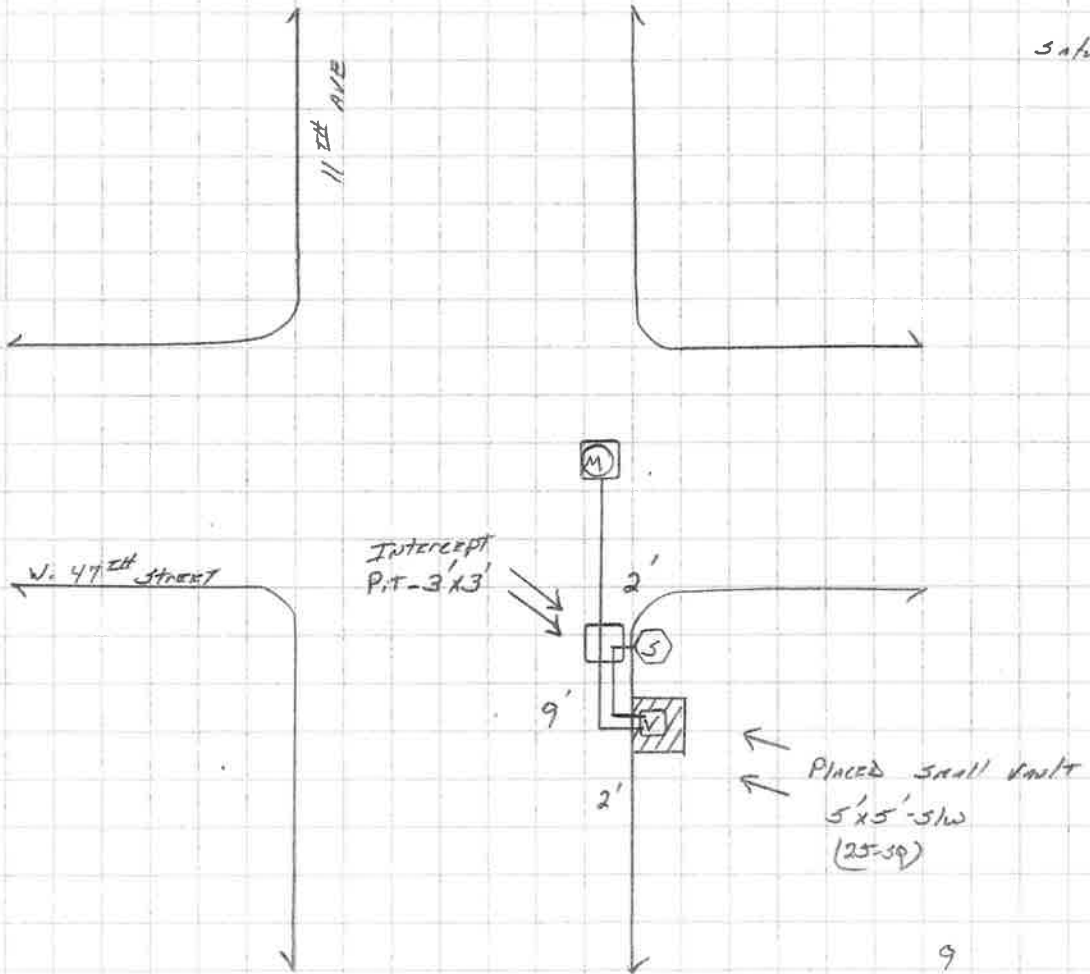 11TH AVE
M
Intercept
Pit-3'x3'
2'
W. 47TH Street
S
9'
V
2'
Placed Small Vault
5'x5'-S/W
(25-SQ)
9